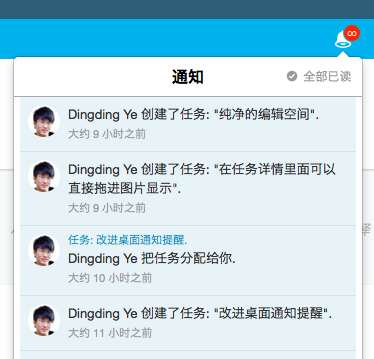 ∞
通知
全部已读
Dingding Ye 创建了任务: "纯净的编辑空间".
大约 9 小时之前
Dingding Ye 创建了任务: "在任务详情里面可以
直接拖进图片显示".
大约 9 小时之前
任务: 改进桌面通知提醒.
Dingding Ye 把任务分配给你.
大约 10 小时之前
Dingding Ye 创建了任务: "改进桌面通知提醒".
大约 11 小时之前